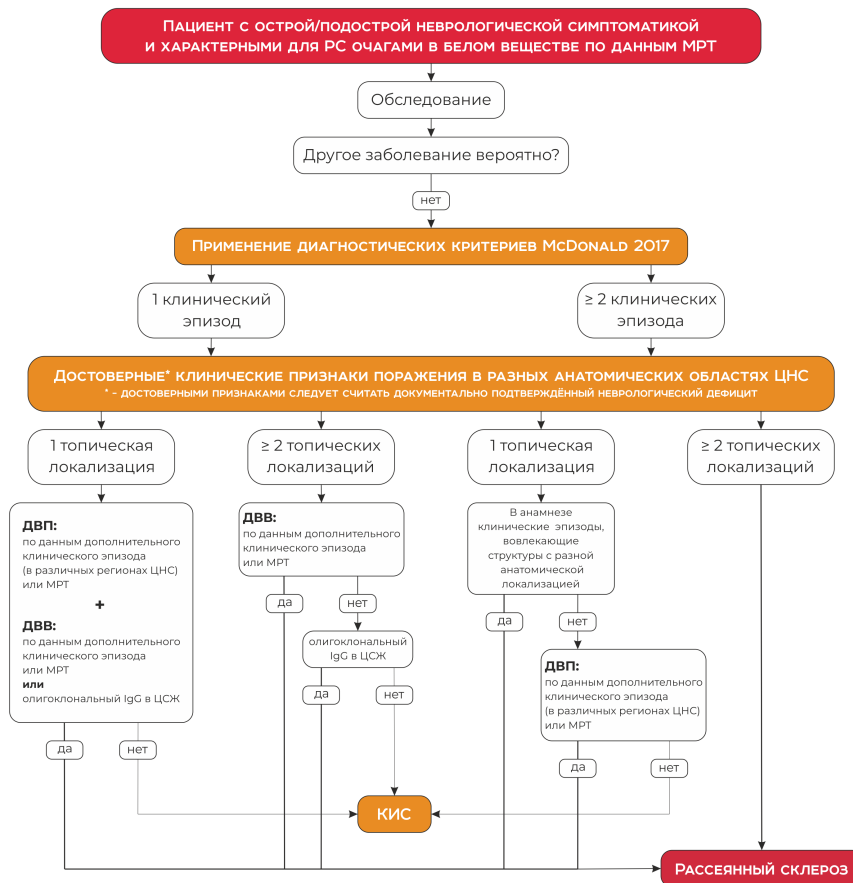 Пациент с острой/подострой неврологической симптоматикой
и характерными для РС очагами в белом веществе по данным МРТ
Обследование
Другое заболевание вероятно?
нет
Применение диагностических критериев McDonald 2017
1 клинический
эпизод
≥ 2 клинических
эпизода
Достоверные* клинические признаки поражения в разных анатомических областях ЦНС
* - достоверными признаками следует считать документально подтверждённый неврологический дефицит
1 топическая
локализация
≥ 2 топических
локализаций
1 топическая
локализация
≥ 2 топических
локализаций
ДВП:
по данным дополнительного
клинического эпизода
(в различных регионах ЦНС)
или МРТ
+
ДВВ:
по данным дополнительного
клинического эпизода
или МРТ
или
олигоклональный IgG в ЦСЖ
ДВВ:
по данным дополнительного
клинического эпизода
или МРТ
В анамнезе
клинические эпизоды,
вовлекающие
структуры с разной
анатомической
локализацией
да
нет
да
нет
олигоклональный
IgG в ЦСЖ
ДВП:
по данным дополнительного
клинического эпизода
(в различных регионах ЦНС)
или МРТ
да
нет
да
нет
да
нет
КИС
Рассеянный склероз